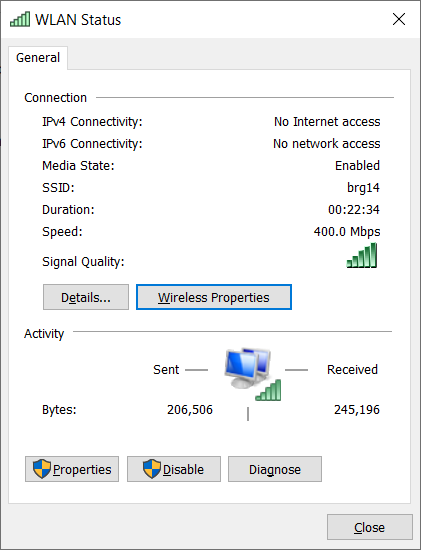 WLAN Status
General
Connection
IPv4 Connectivity: No Internet access
IPv6 Connectivity: No network access
Media State: Enabled
SSID: brg14
Duration: 00:22:34
Speed: 400.0 Mbps
Signal Quality:
Details... Wireless Properties
Activity
Sent Received
Bytes: 206,506 245,196
Properties Disable Diagnose
Close